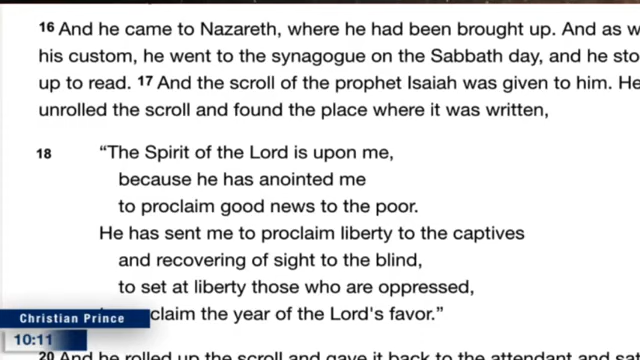 16 And he came to Nazareth, where he had been brought up. And as
his custom, he went to the synagogue on the Sabbath day, and he
up to read. 17 And the scroll of the prophet Isaiah was given to him. He
unrolled the scroll and found the place where it was written,
18 “The Spirit of the Lord is upon me,
because he has anointed me
to proclaim good news to the poor.
He has sent me to proclaim liberty to the captives
and recovering of sight to the blind,
to set at liberty those who are oppressed,
the year of the Lord's favor.”
Christian Prince
10:11
20 And he rolled up the scroll and gave it back to the attendant and